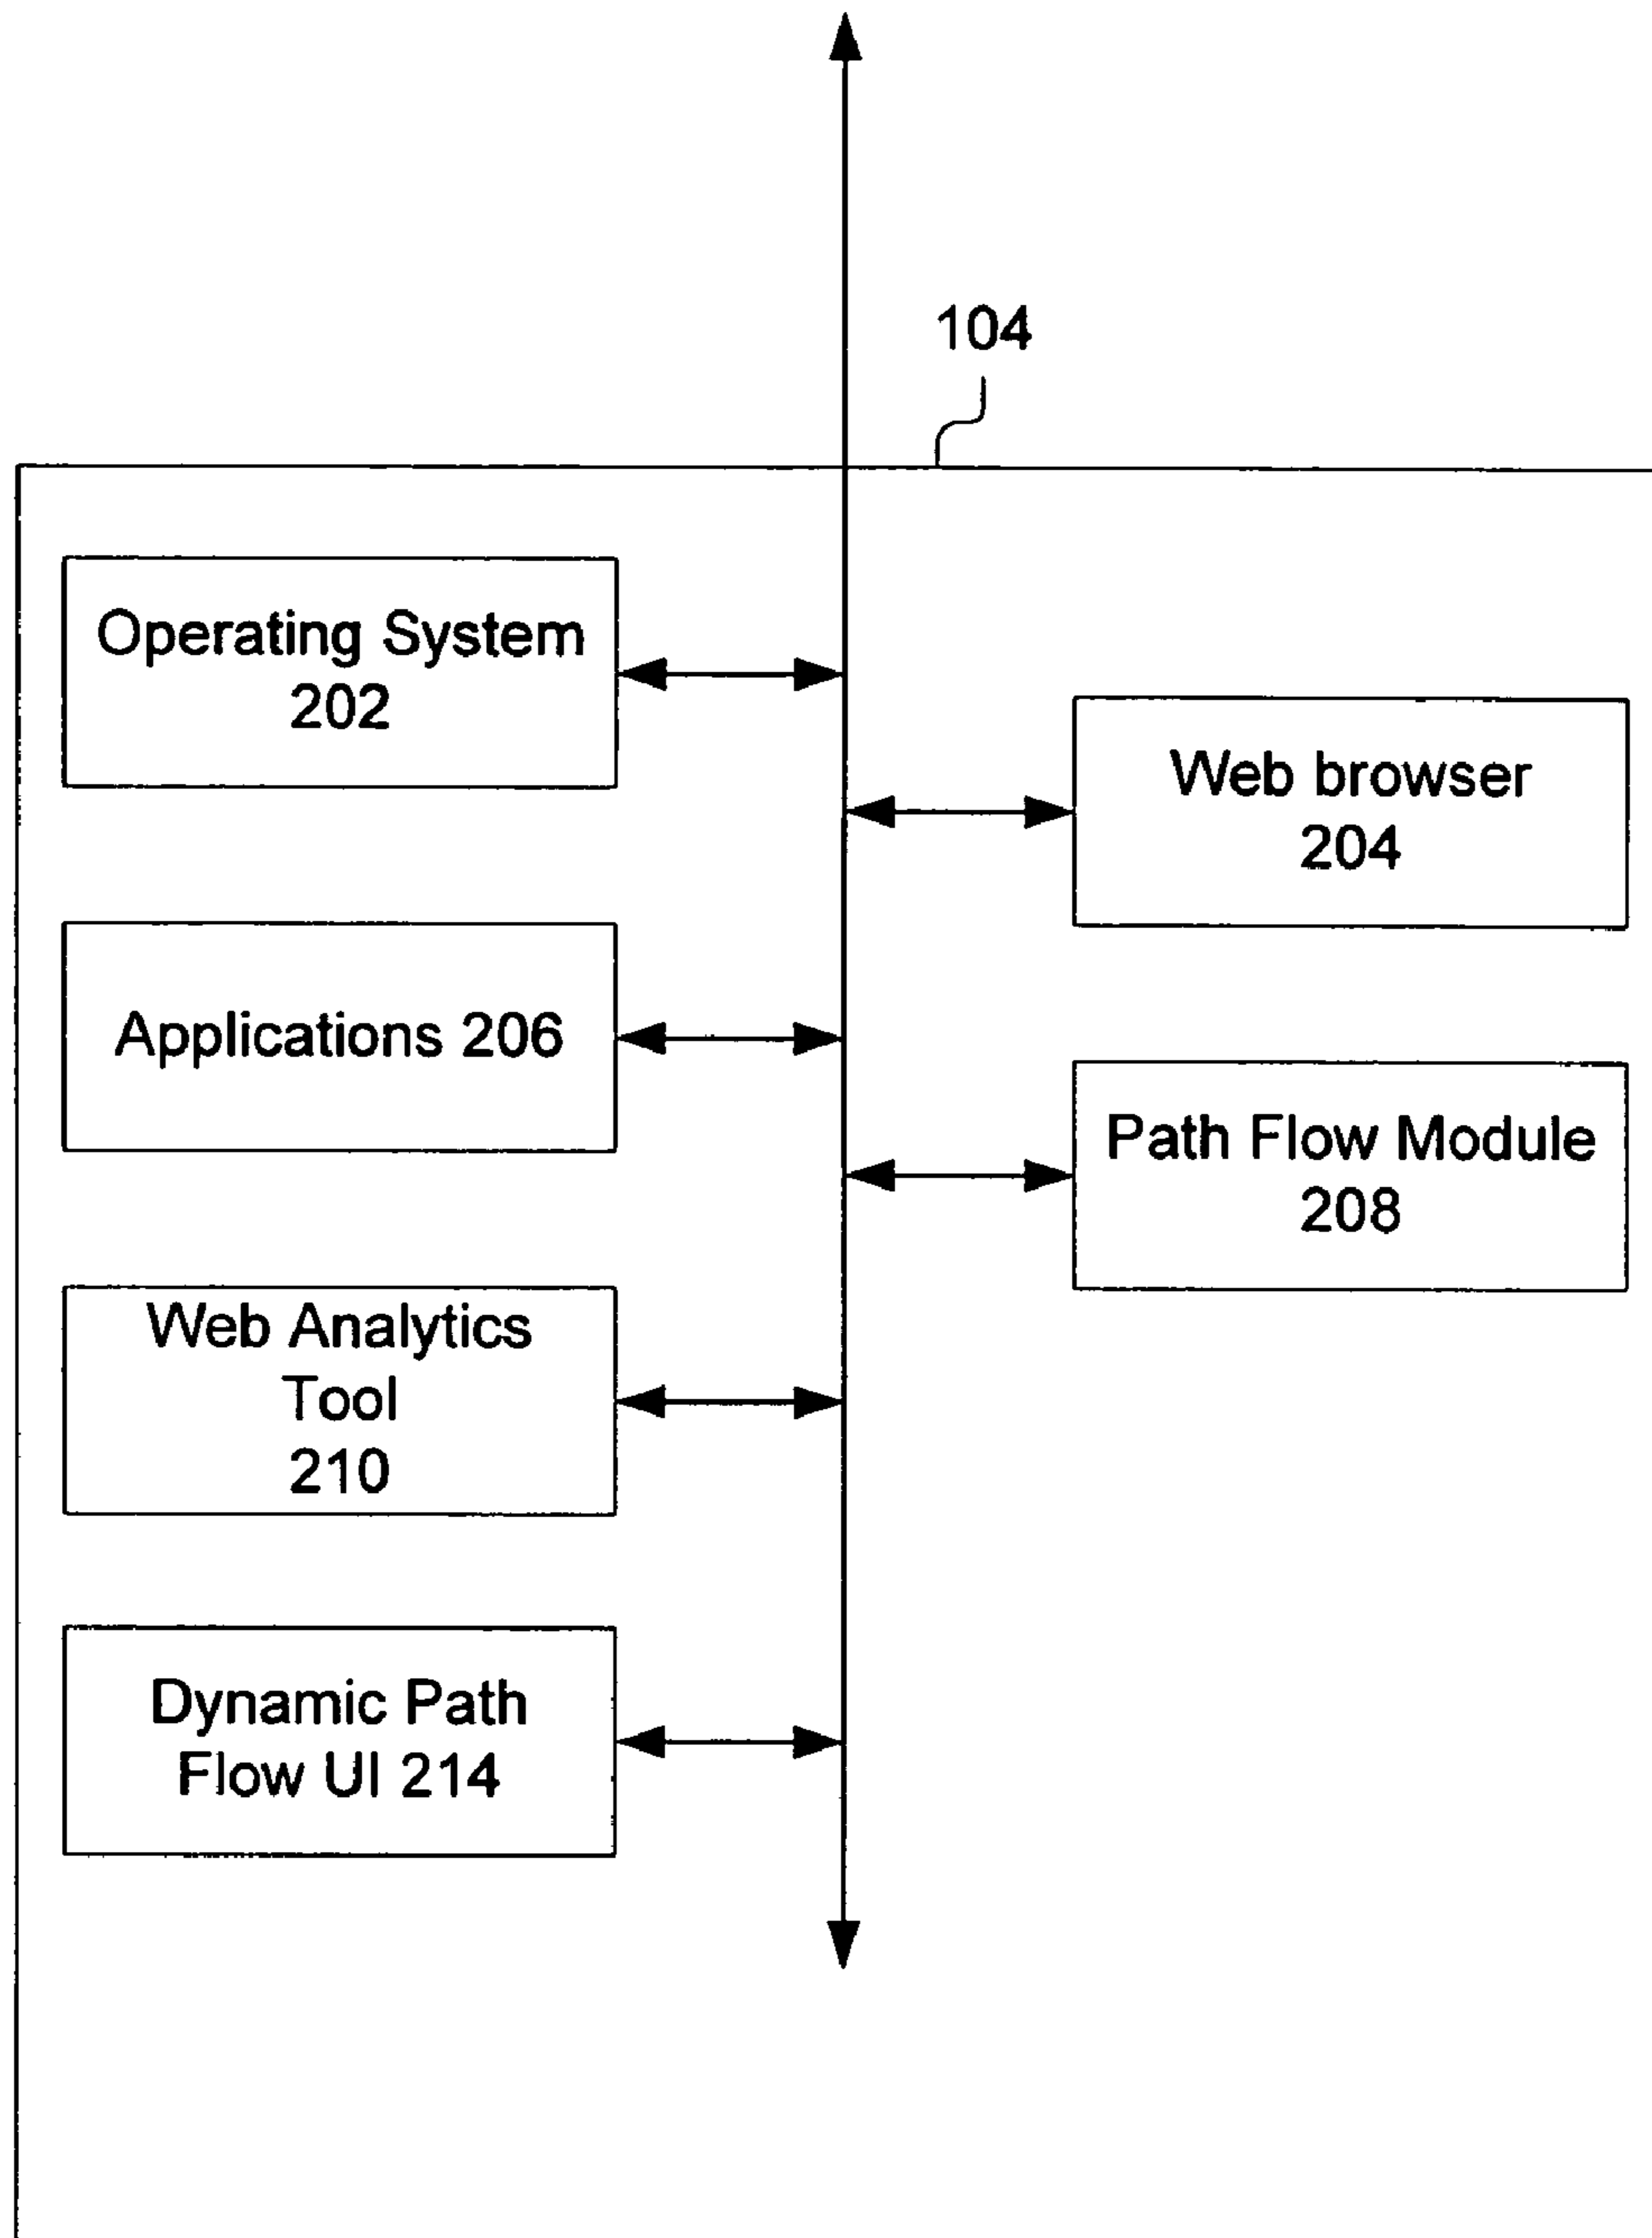 104
Operating System
202
Web browser
204
Applications 206
Path Flow Module
208
Web Analytics
Tool
210
Dynamic Path
Flow UI 214